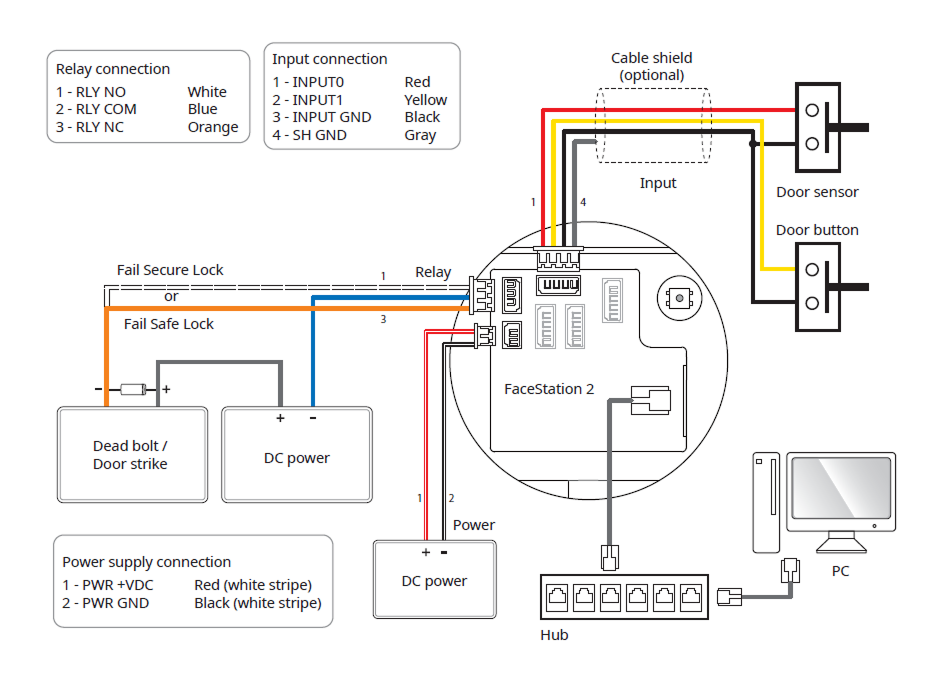 Relay connection
1 - RLY NO White
2 - RLY COM Blue
3 - RLY NC Orange
Input connection
1 - INPUT0 Red
2 - INPUT1 Yellow
3 - INPUT GND Black
4 - SH GND Gray
Cable shield
(optional)
Input
1
4
Door sensor
Door button
Fail Secure Lock
or
Fail Safe Lock
1
Relay
3
- +
+ -
Dead bolt /
Door strike
DC power
FaceStation 2
1
2
Power
+ -
DC power
Power supply connection
1 - PWR +VDC Red (white stripe)
2 - PWR GND Black (white stripe)
PC
Hub